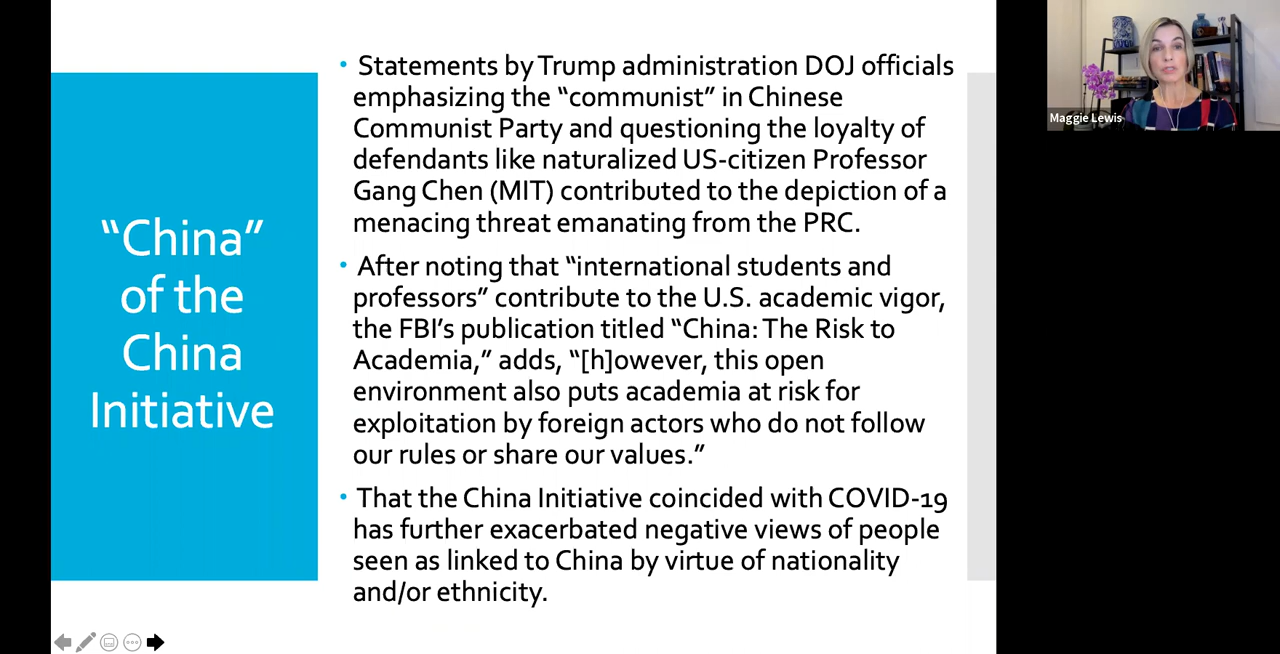 “China”
of the
China
Initiative
• Statements by Trump administration DOJ officials
emphasizing the “communist” in Chinese
Communist Party and questioning the loyalty of
defendants like naturalized US-citizen Professor
Gang Chen (MIT) contributed to the depiction of a
menacing threat emanating from the PRC.
• After noting that “international students and
professors” contribute to the U.S. academic vigor,
the FBI’s publication titled “China: The Risk to
Academia,” adds, “[h]owever, this open
environment also puts academia at risk for
exploitation by foreign actors who do not follow
our rules or share our values.”
• That the China Initiative coincided with COVID-19
has further exacerbated negative views of people
seen as linked to China by virtue of nationality
and/or ethnicity.
Maggie Lewis